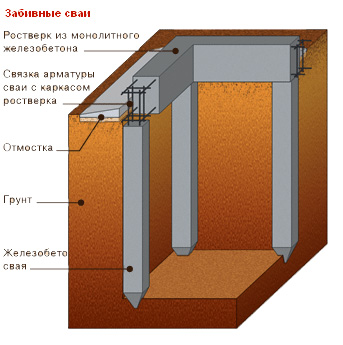 Забивные сваи
Ростверк из монолитного
железобетона
Связка арматуры
сваи с каркасом
ростверка
Отмостка
Грунт
Железобето
свая